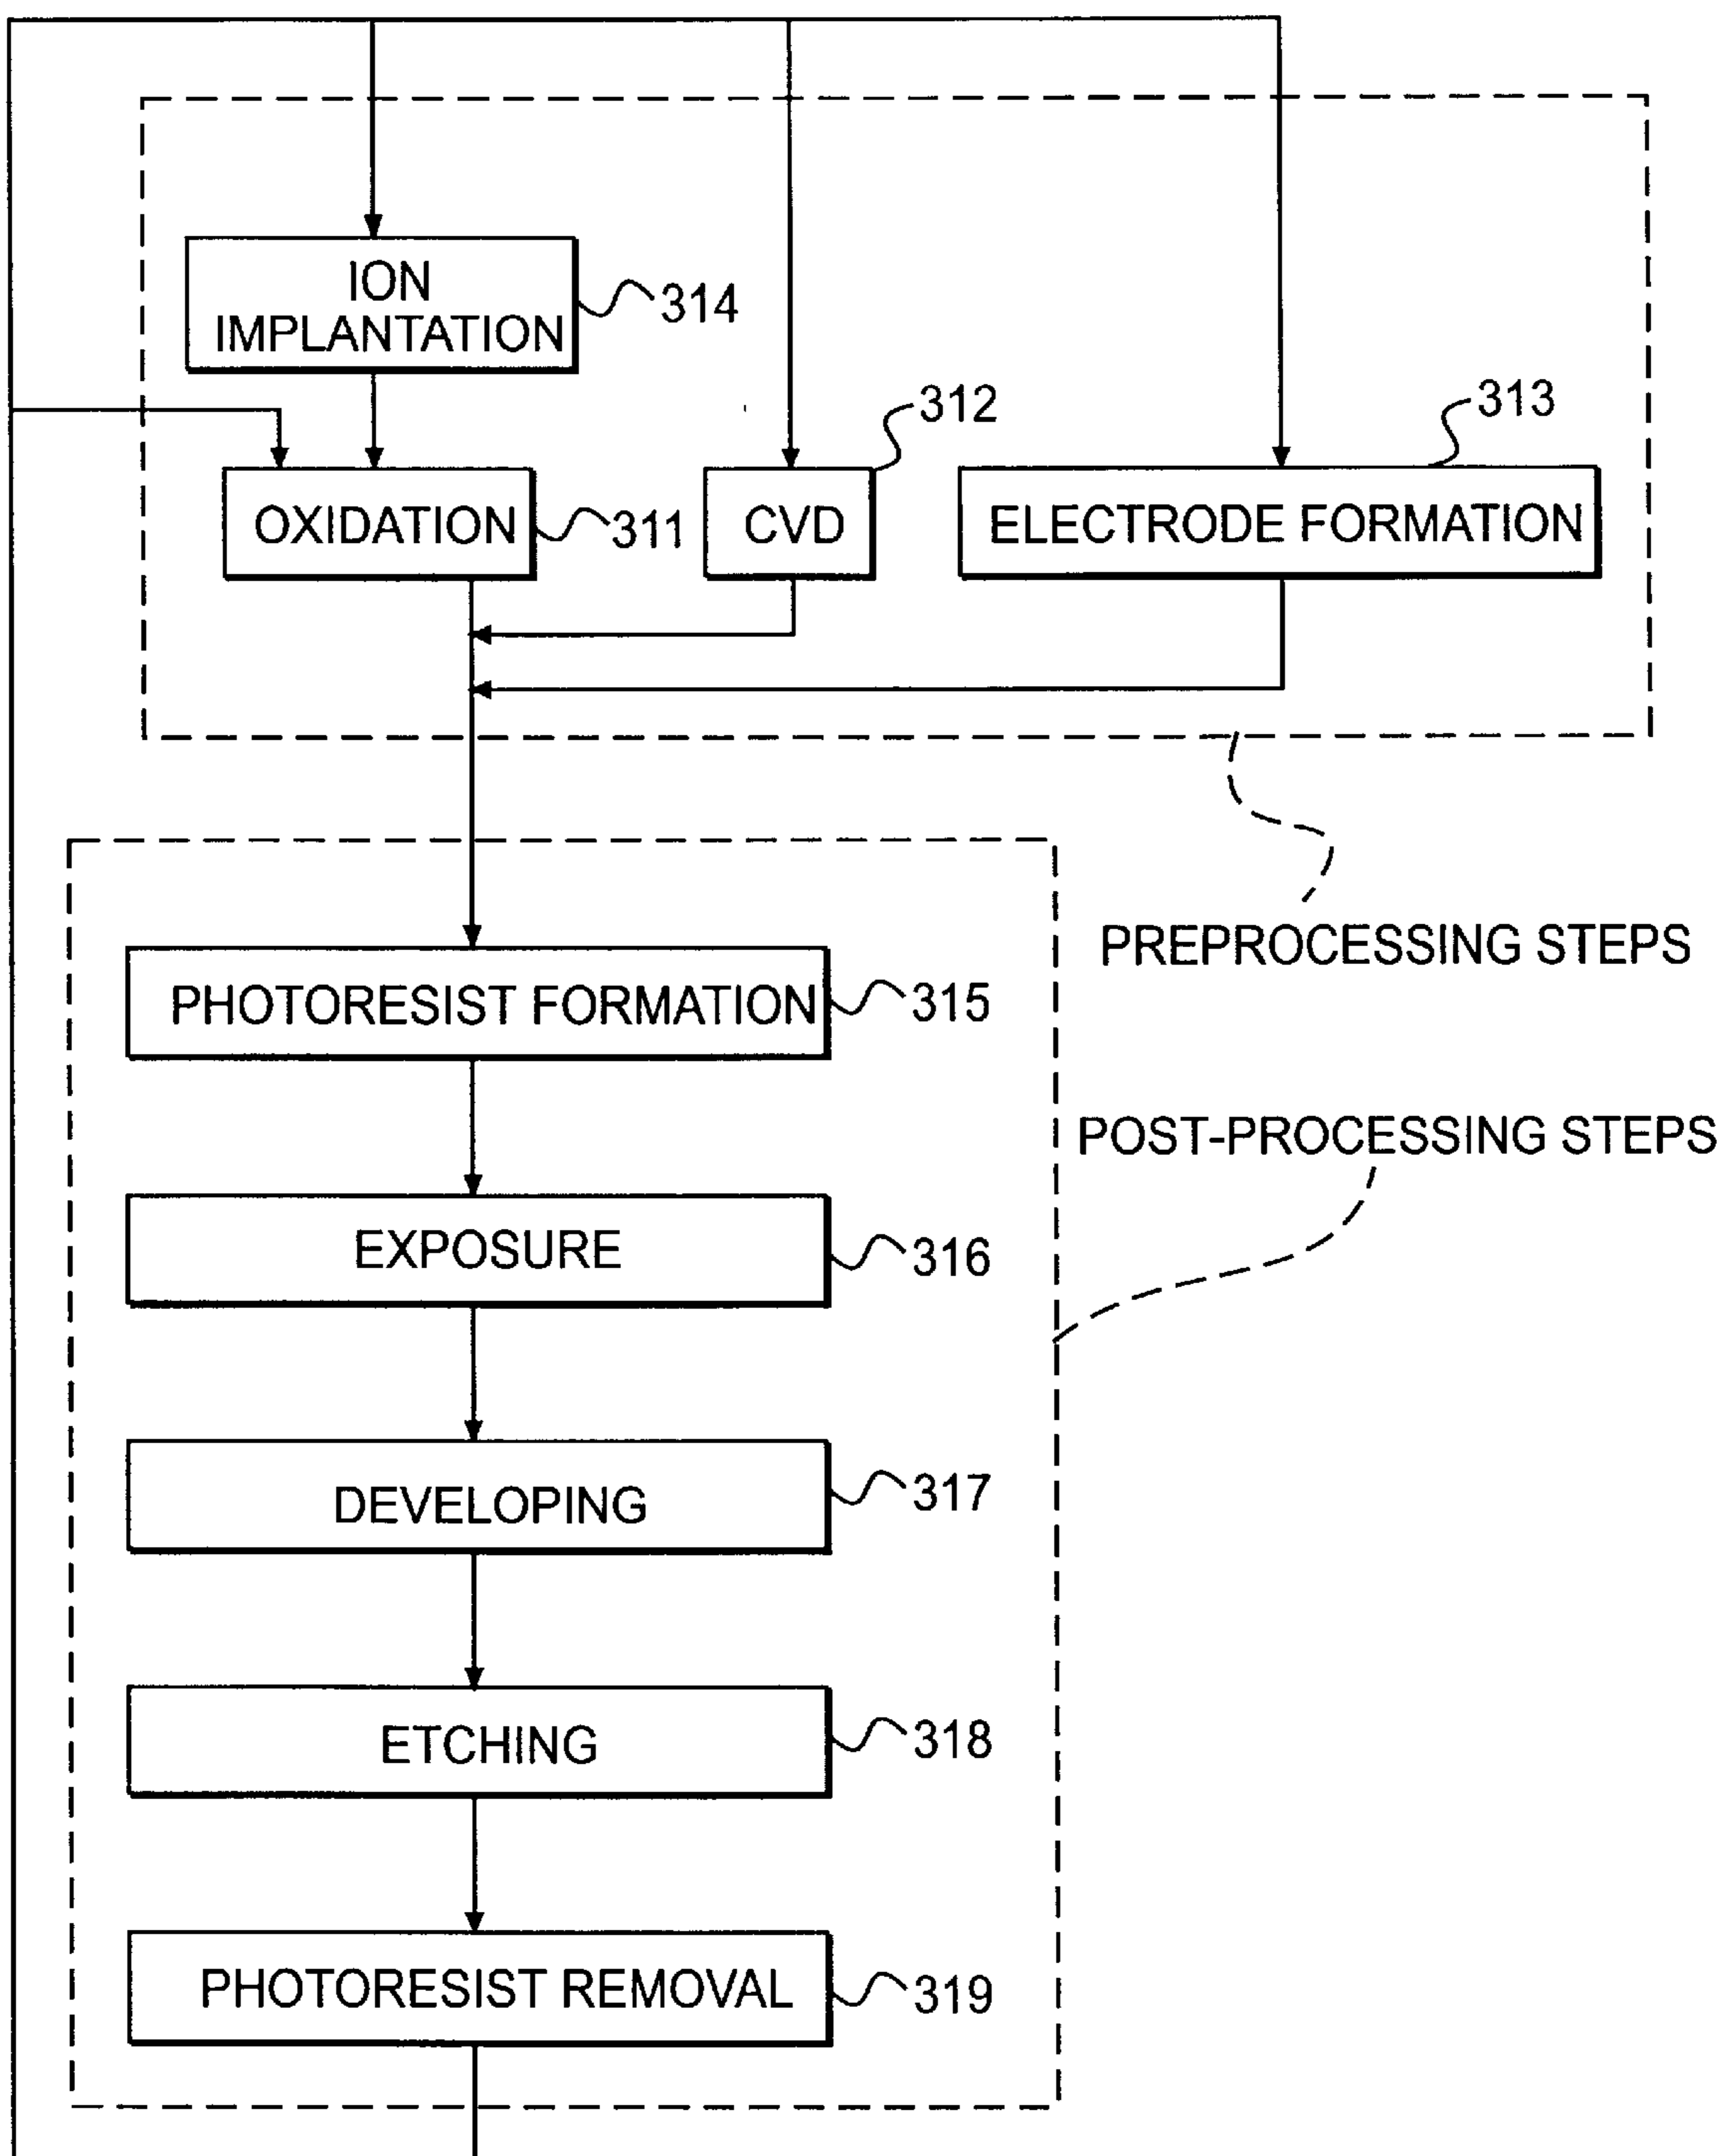 ION
IMPLANTATION
314
312
313
OXIDATION
311
CVD
ELECTRODE FORMATION
PREPROCESSING STEPS
PHOTORESIST FORMATION
315
POST-PROCESSING STEPS
EXPOSURE
316
DEVELOPING
317
ETCHING
318
PHOTORESIST REMOVAL
319